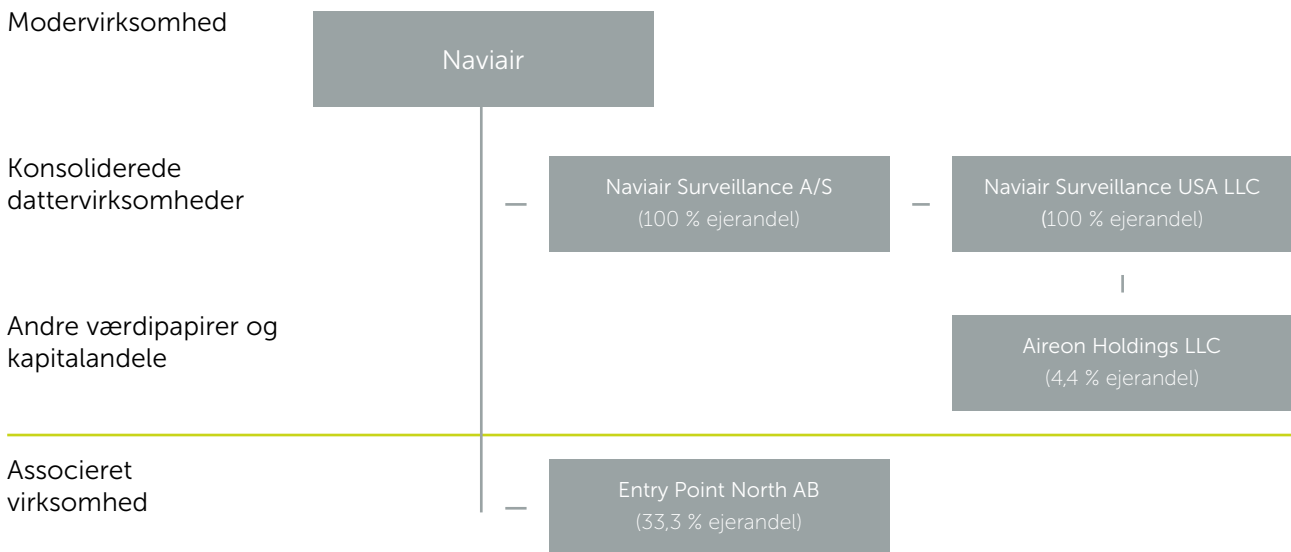 Modervirksomhed
Naviair
Konsoliderede
dattervirksomheder
Naviair Surveillance A/S
(100 % ejerandel)
Naviair Surveillance USA LLC
(100 % ejerandel)
Andre værdipapirer og
kapitalandele
Aireon Holdings LLC
(4,4 % ejerandel)
Associeret
virksomhed
Entry Point North AB
(33,3 % ejerandel)